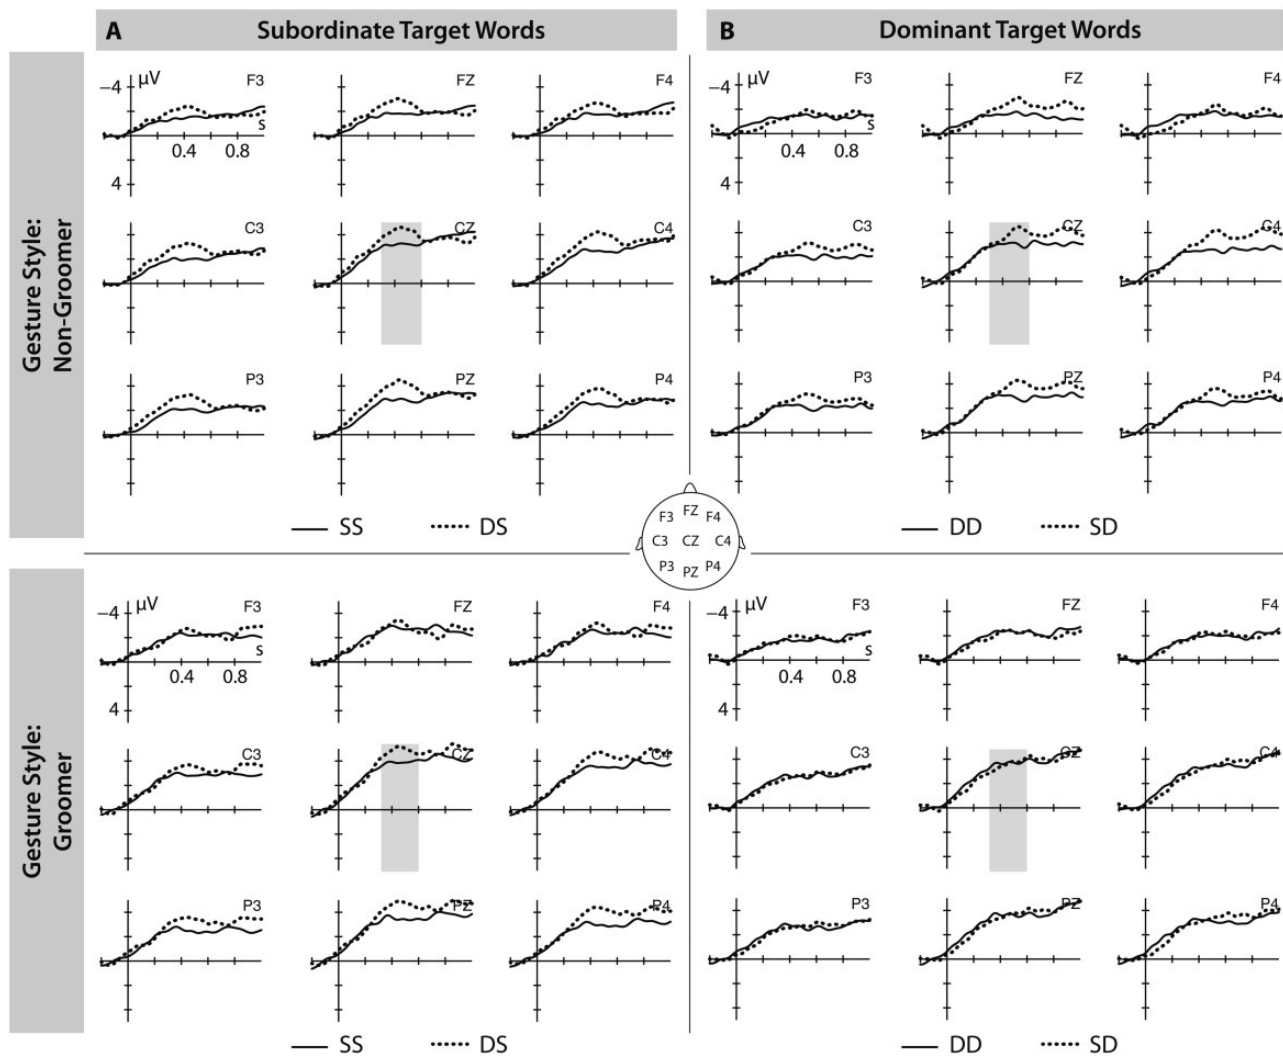 A Subordinate Target Words
B Dominant Target Words
Gesture Style:
Non-Groomer
−4 µV F3 FZ F4
s
0.4 0.8
4
C3 CZ C4
P3 PZ P4
SS DS
−4 µV F3 FZ F4
s
0.4 0.8
4
C3 CZ C4
P3 PZ P4
DD SD
F3 FZ F4
C3 CZ C4
P3 PZ P4
Gesture Style:
Groomer
−4 µV F3 FZ F4
s
0.4 0.8
4
C3 CZ C4
P3 PZ P4
SS DS
−4 µV F3 FZ F4
s
0.4 0.8
4
C3 CZ C4
P3 PZ P4
DD SD